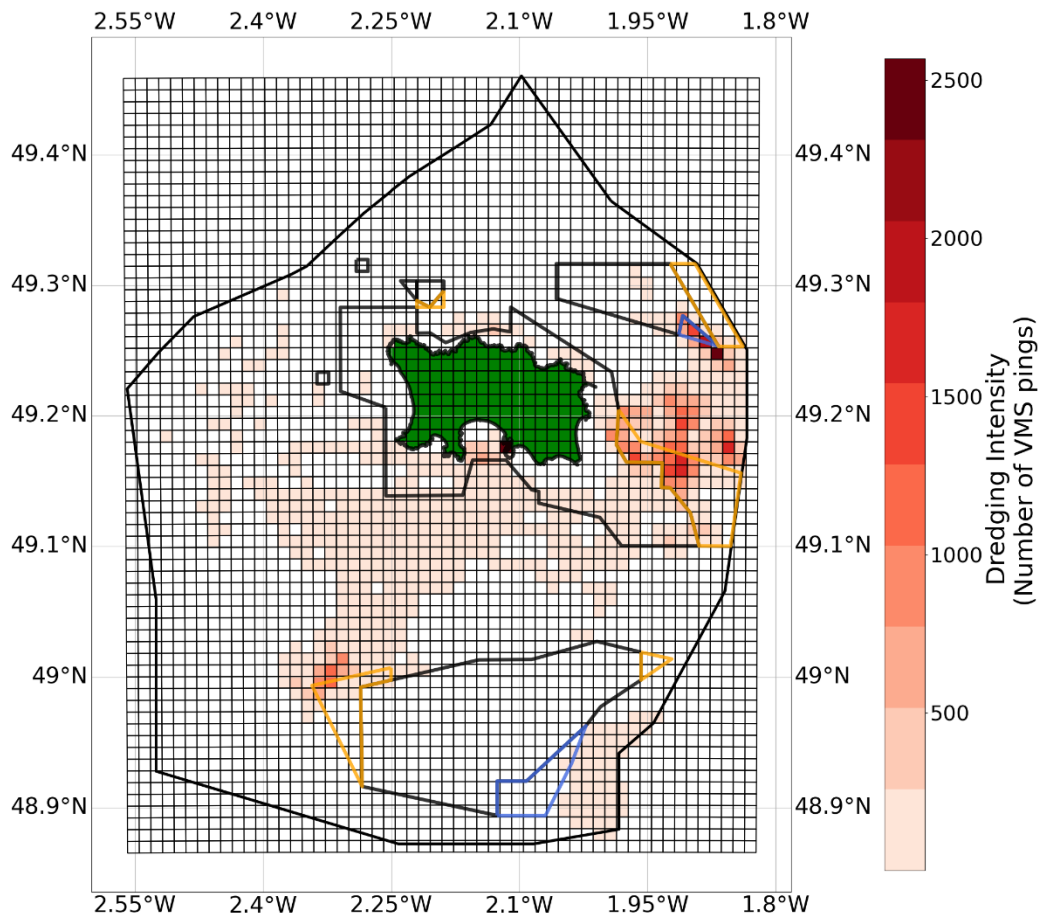 2.55°W 2.4°W 2.25°W 2.1°W 1.95°W 1.8°W
49.4°N 49.4°N
49.3°N 49.3°N
49.2°N 49.2°N
49.1°N 49.1°N
49°N 49°N
48.9°N 48.9°N
2.55°W 2.4°W 2.25°W 2.1°W 1.95°W 1.8°W
2500
2000
1500
1000
500
Dredging Intensity
(Number of VMS pings)